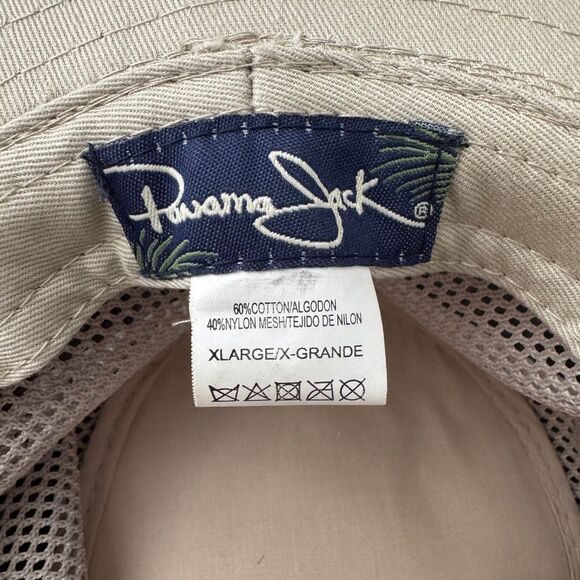 Panama Jack®
60%COTTON/ALGODON
40%NYLON MESH/TEJIDO DE NILON
XLARGE/X-GRANDE